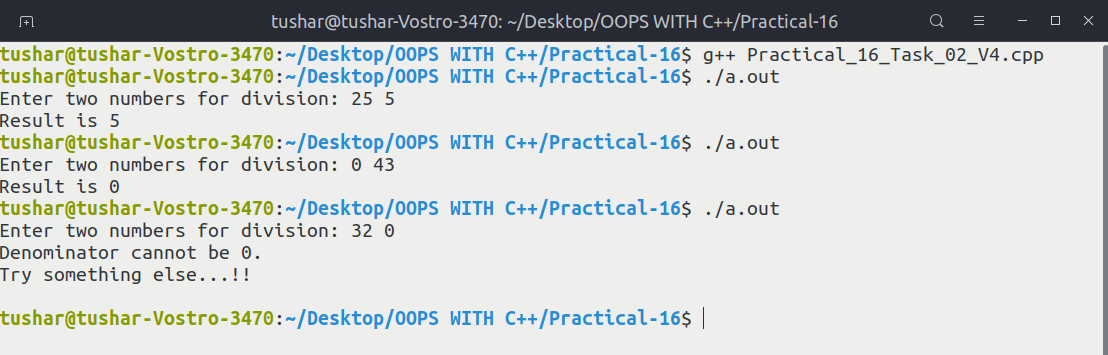 tushar@tushar-Vostro-3470: ~/Desktop/OOPS WITH C++/Practical-16
tushar@tushar-Vostro-3470:~/Desktop/OOPS WITH C++/Practical-16$ g++ Practical_16_Task_02_V4.cpp
tushar@tushar-Vostro-3470:~/Desktop/OOPS WITH C++/Practical-16$ ./a.out
Enter two numbers for division: 25 5
Result is 5
tushar@tushar-Vostro-3470:~/Desktop/OOPS WITH C++/Practical-16$ ./a.out
Enter two numbers for division: 0 43
Result is 0
tushar@tushar-Vostro-3470:~/Desktop/OOPS WITH C++/Practical-16$ ./a.out
Enter two numbers for division: 32 0
Denominator cannot be 0.
Try something else...!!
tushar@tushar-Vostro-3470:~/Desktop/OOPS WITH C++/Practical-16$